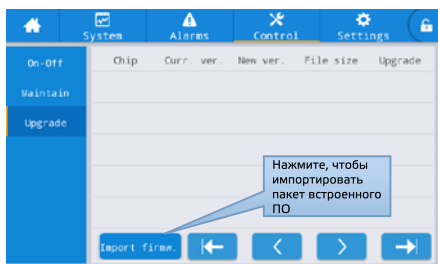 System
Alarms
Control
Settings
On-Off
Maintain
Upgrade
Chip Curr. ver. New ver. File size Upgrade
Нажмите, чтобы
импортировать
пакет встроенного
ПО
Import firmw.